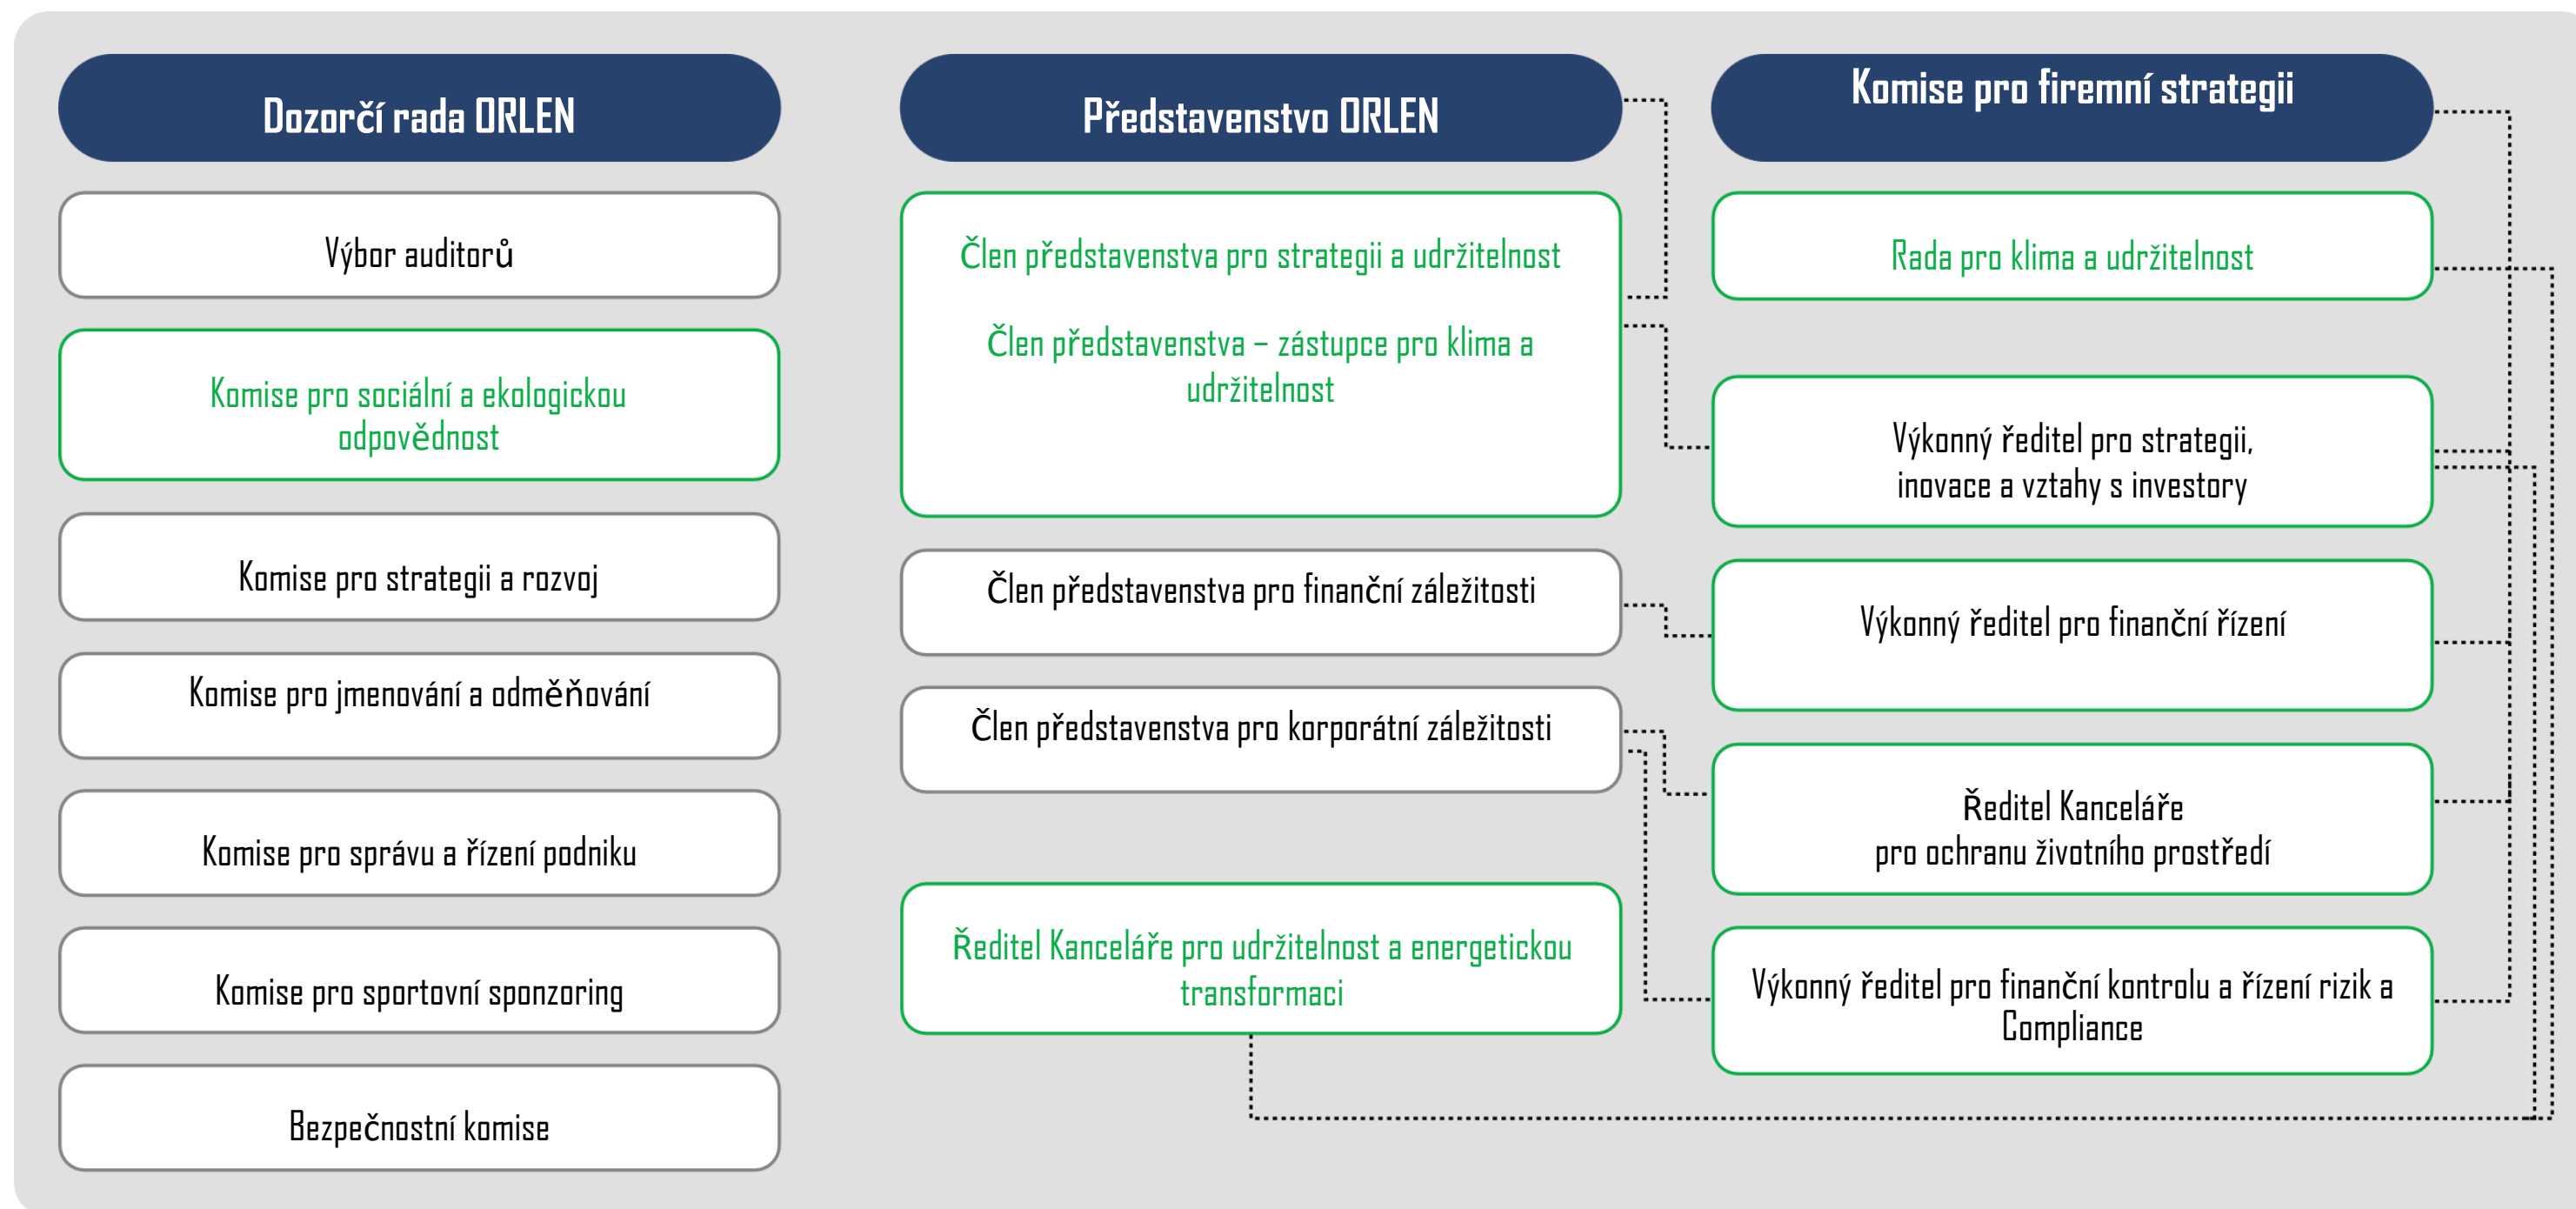 Dozorčí rada ORLEN
Výbor auditorů
Komise pro sociální a ekologickou
odpovědnost
Komise pro strategii a rozvoj
Komise pro jmenování a odměňování
Komise pro správu a řízení podniku
Komise pro sportovní sponzoring
Bezpečnostní komise
Představenstvo ORLEN
Člen představenstva pro strategii a udržitelnost
Člen představenstva – zástupce pro klima a
udržitelnost
Člen představenstva pro finanční záležitosti
Člen představenstva pro korporátní záležitosti
Ředitel Kanceláře pro udržitelnost a energetickou
transformaci
Komise pro firemní strategii
Rada pro klima a udržitelnost
Výkonný ředitel pro strategii,
inovace a vztahy s investory
Výkonný ředitel pro finanční řízení
Ředitel Kanceláře
pro ochranu životního prostředí
Výkonný ředitel pro finanční kontrolu a řízení rizik a
Compliance